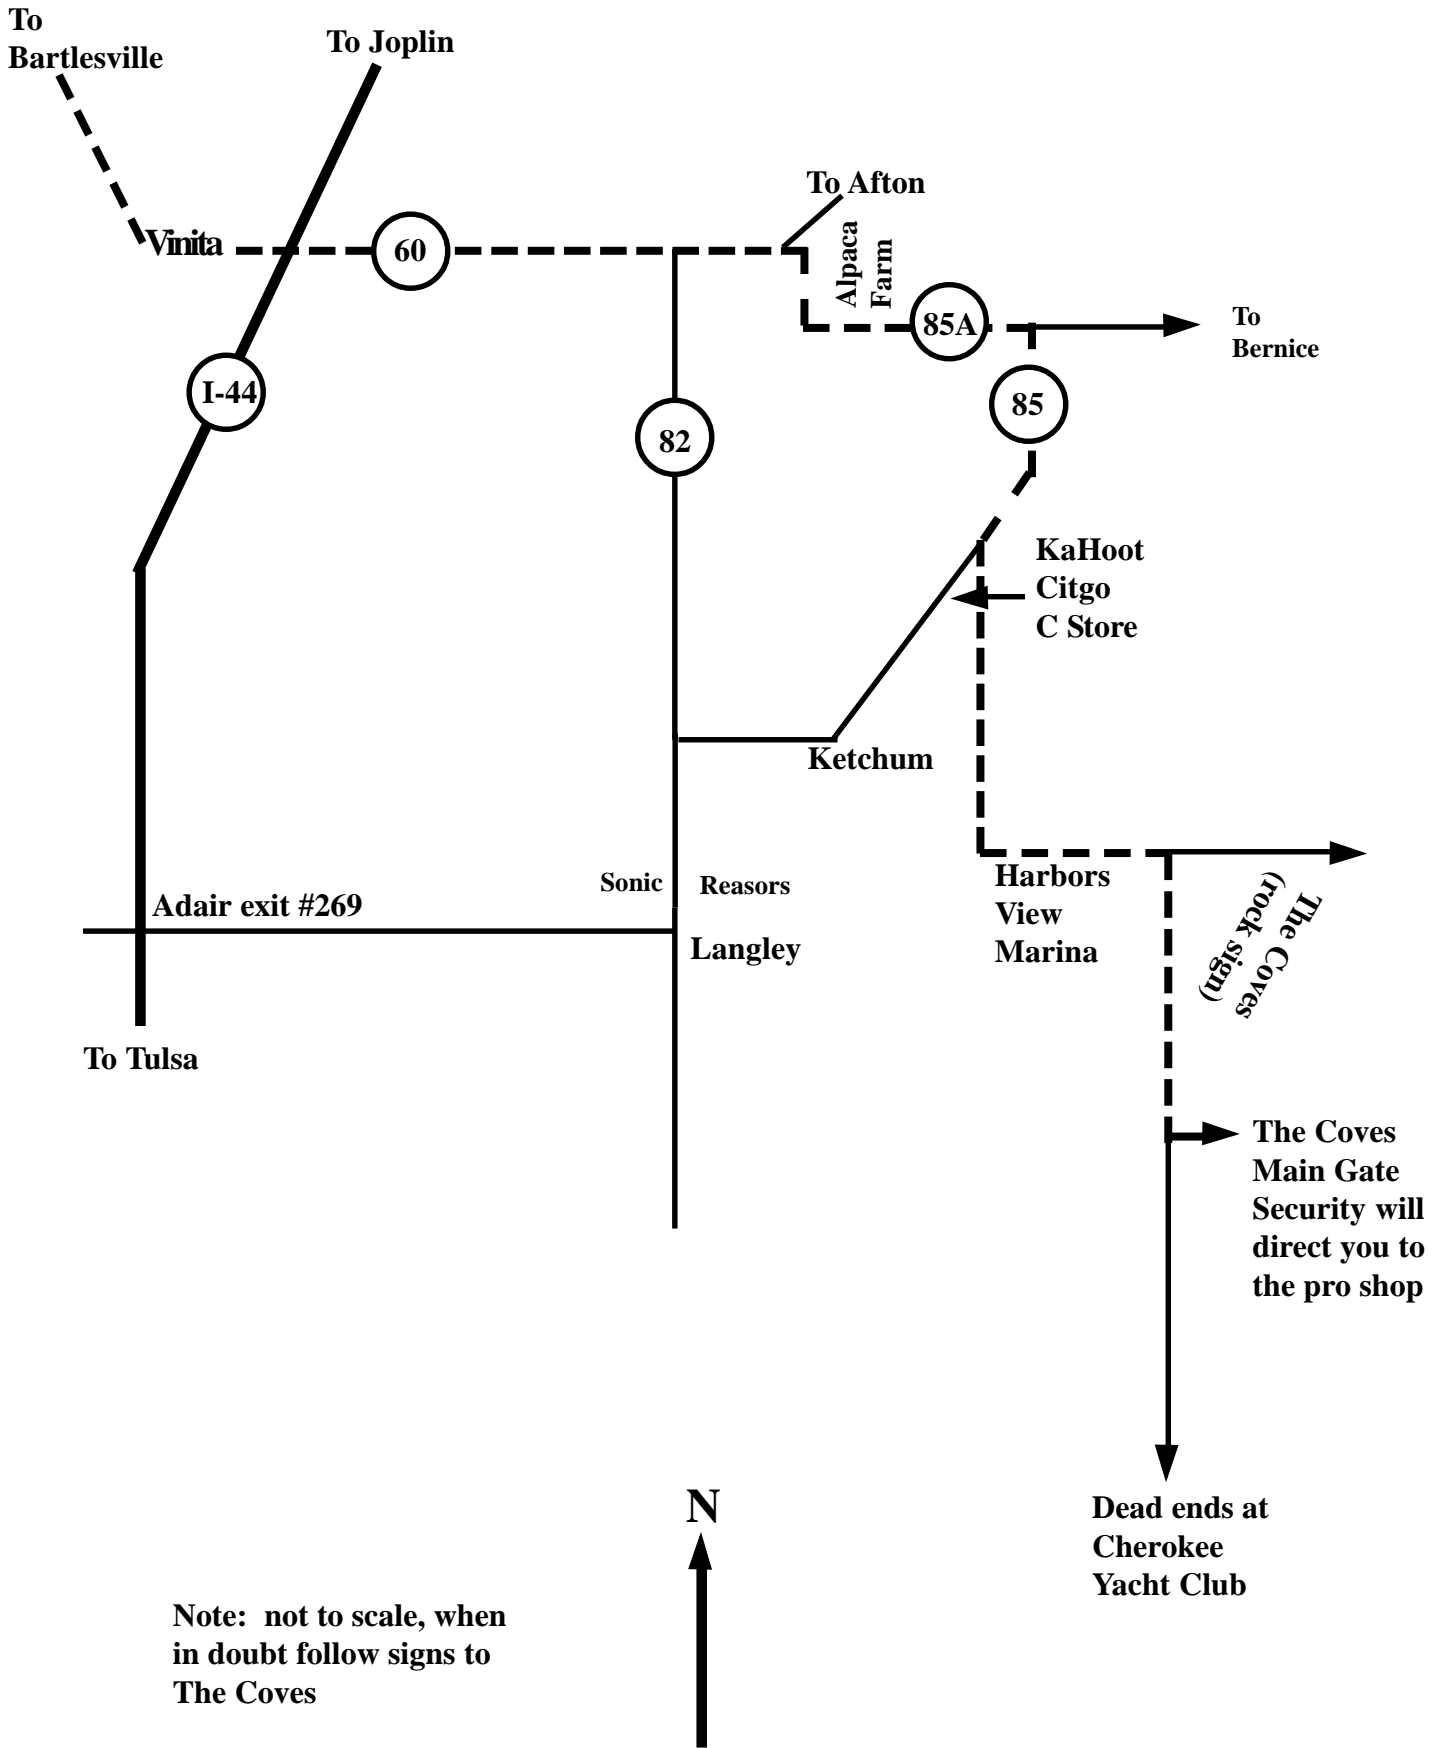 To
Bartlesville
To Joplin
To Afton
Vinita
60
Alpaca
Farm
85A
To
Bernice
I-44
85
82
KaHoot
Citgo
C Store
Ketchum
Harbors
View
Marina
The Coves
(rock sign)
Sonic
Reasors
Adair exit #269
Langley
To Tulsa
The Coves
Main Gate
Security will
direct you to
the pro shop
N
Dead ends at
Cherokee
Yacht Club
Note:  not to scale, when
in doubt follow signs to
The Coves